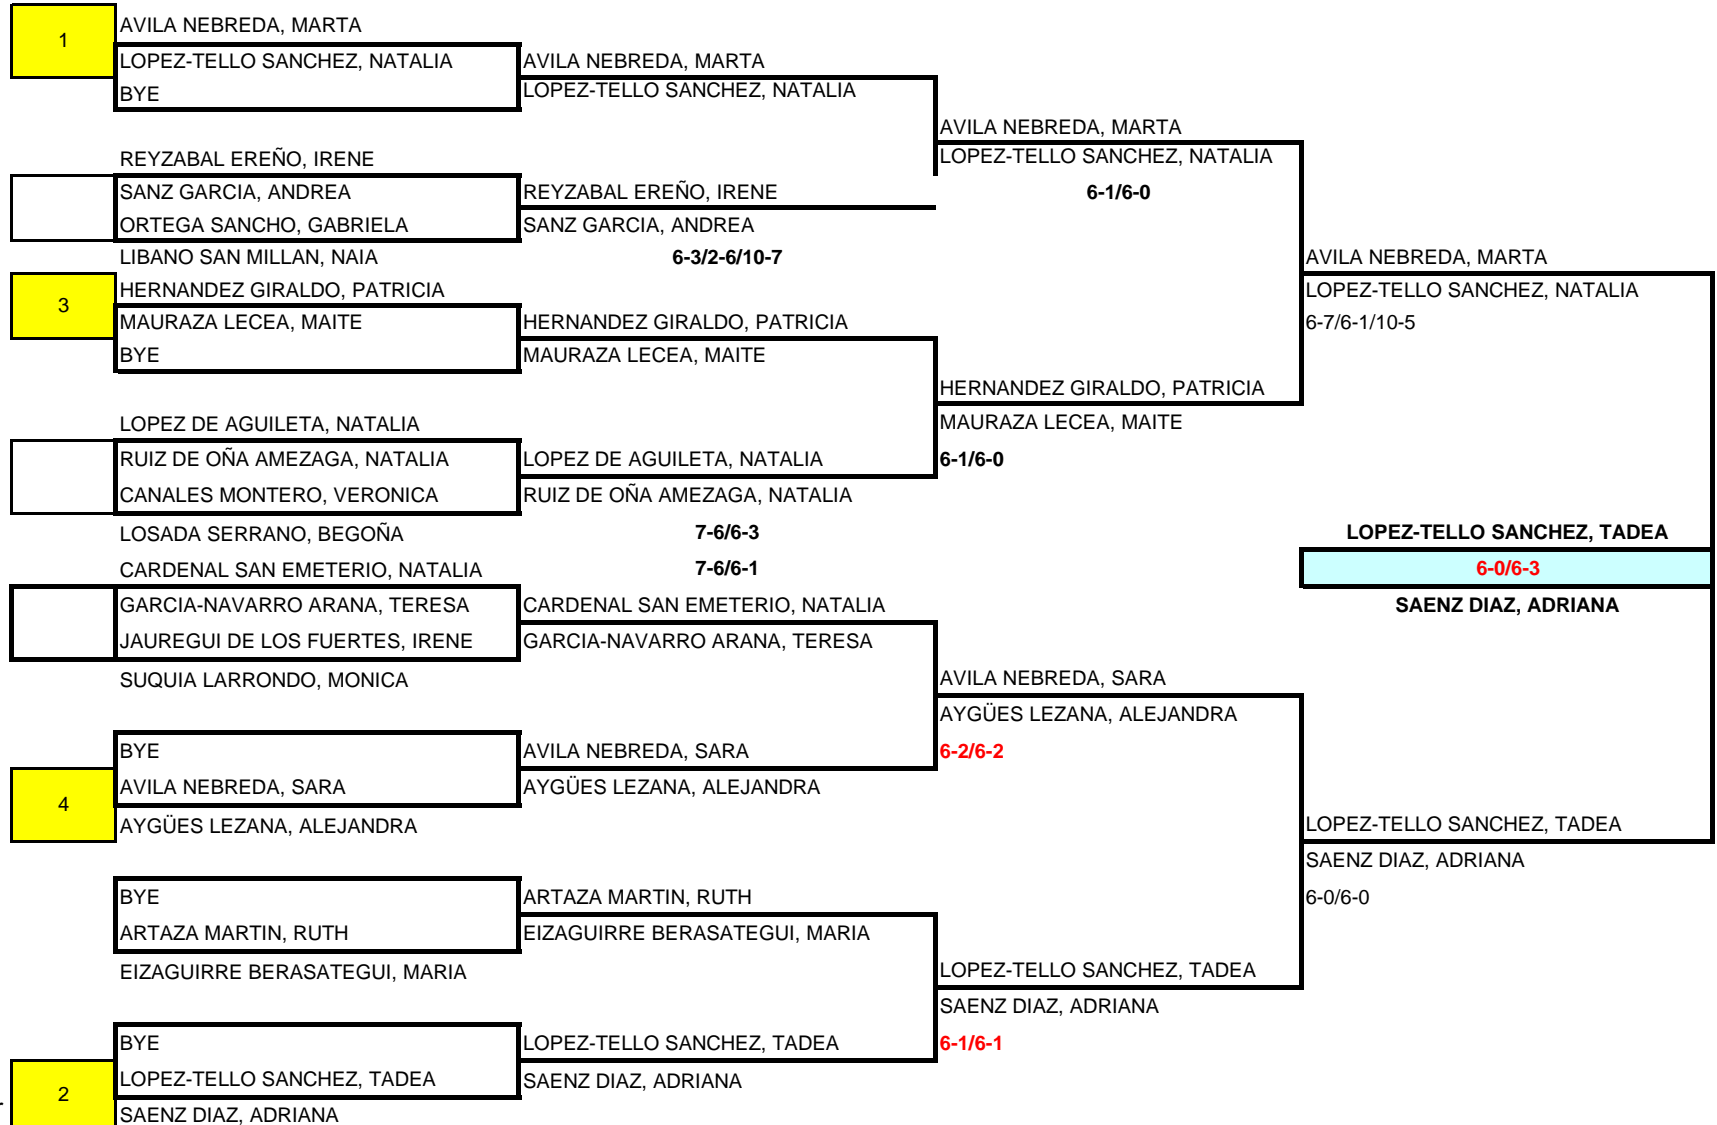 1
AVILA NEBREDA, MARTA
LOPEZ-TELLO SANCHEZ, NATALIA
BYE
REYZABAL EREÑO, IRENE
SANZ GARCIA, ANDREA
ORTEGA SANCHO, GABRIELA
LIBANO SAN MILLAN, NAIA
3
HERNANDEZ GIRALDO, PATRICIA
MAURAZA LECEA, MAITE
BYE
LOPEZ DE AGUILETA, NATALIA
RUIZ DE OÑA AMEZAGA, NATALIA
CANALES MONTERO, VERONICA
LOSADA SERRANO, BEGOÑA
CARDENAL SAN EMETERIO, NATALIA
GARCIA-NAVARRO ARANA, TERESA
JAUREGUI DE LOS FUERTES, IRENE
SUQUIA LARRONDO, MONICA
BYE
4
AVILA NEBREDA, SARA
AYGÜES LEZANA, ALEJANDRA
BYE
ARTAZA MARTIN, RUTH
EIZAGUIRRE BERASATEGUI, MARIA
BYE
2
LOPEZ-TELLO SANCHEZ, TADEA
SAENZ DIAZ, ADRIANA
AVILA NEBREDA, MARTA
LOPEZ-TELLO SANCHEZ, NATALIA
REYZABAL EREÑO, IRENE
SANZ GARCIA, ANDREA
6-3/2-6/10-7
HERNANDEZ GIRALDO, PATRICIA
MAURAZA LECEA, MAITE
LOPEZ DE AGUILETA, NATALIA
RUIZ DE OÑA AMEZAGA, NATALIA
7-6/6-3
7-6/6-1
CARDENAL SAN EMETERIO, NATALIA
GARCIA-NAVARRO ARANA, TERESA
AVILA NEBREDA, SARA
AYGÜES LEZANA, ALEJANDRA
ARTAZA MARTIN, RUTH
EIZAGUIRRE BERASATEGUI, MARIA
LOPEZ-TELLO SANCHEZ, TADEA
SAENZ DIAZ, ADRIANA
AVILA NEBREDA, MARTA
LOPEZ-TELLO SANCHEZ, NATALIA
6-1/6-0
HERNANDEZ GIRALDO, PATRICIA
MAURAZA LECEA, MAITE
6-1/6-0
AVILA NEBREDA, SARA
AYGÜES LEZANA, ALEJANDRA
6-2/6-2
LOPEZ-TELLO SANCHEZ, TADEA
SAENZ DIAZ, ADRIANA
6-1/6-1
AVILA NEBREDA, MARTA
LOPEZ-TELLO SANCHEZ, NATALIA
6-7/6-1/10-5
LOPEZ-TELLO SANCHEZ, TADEA
6-0/6-3
SAENZ DIAZ, ADRIANA
LOPEZ-TELLO SANCHEZ, TADEA
SAENZ DIAZ, ADRIANA
6-0/6-0